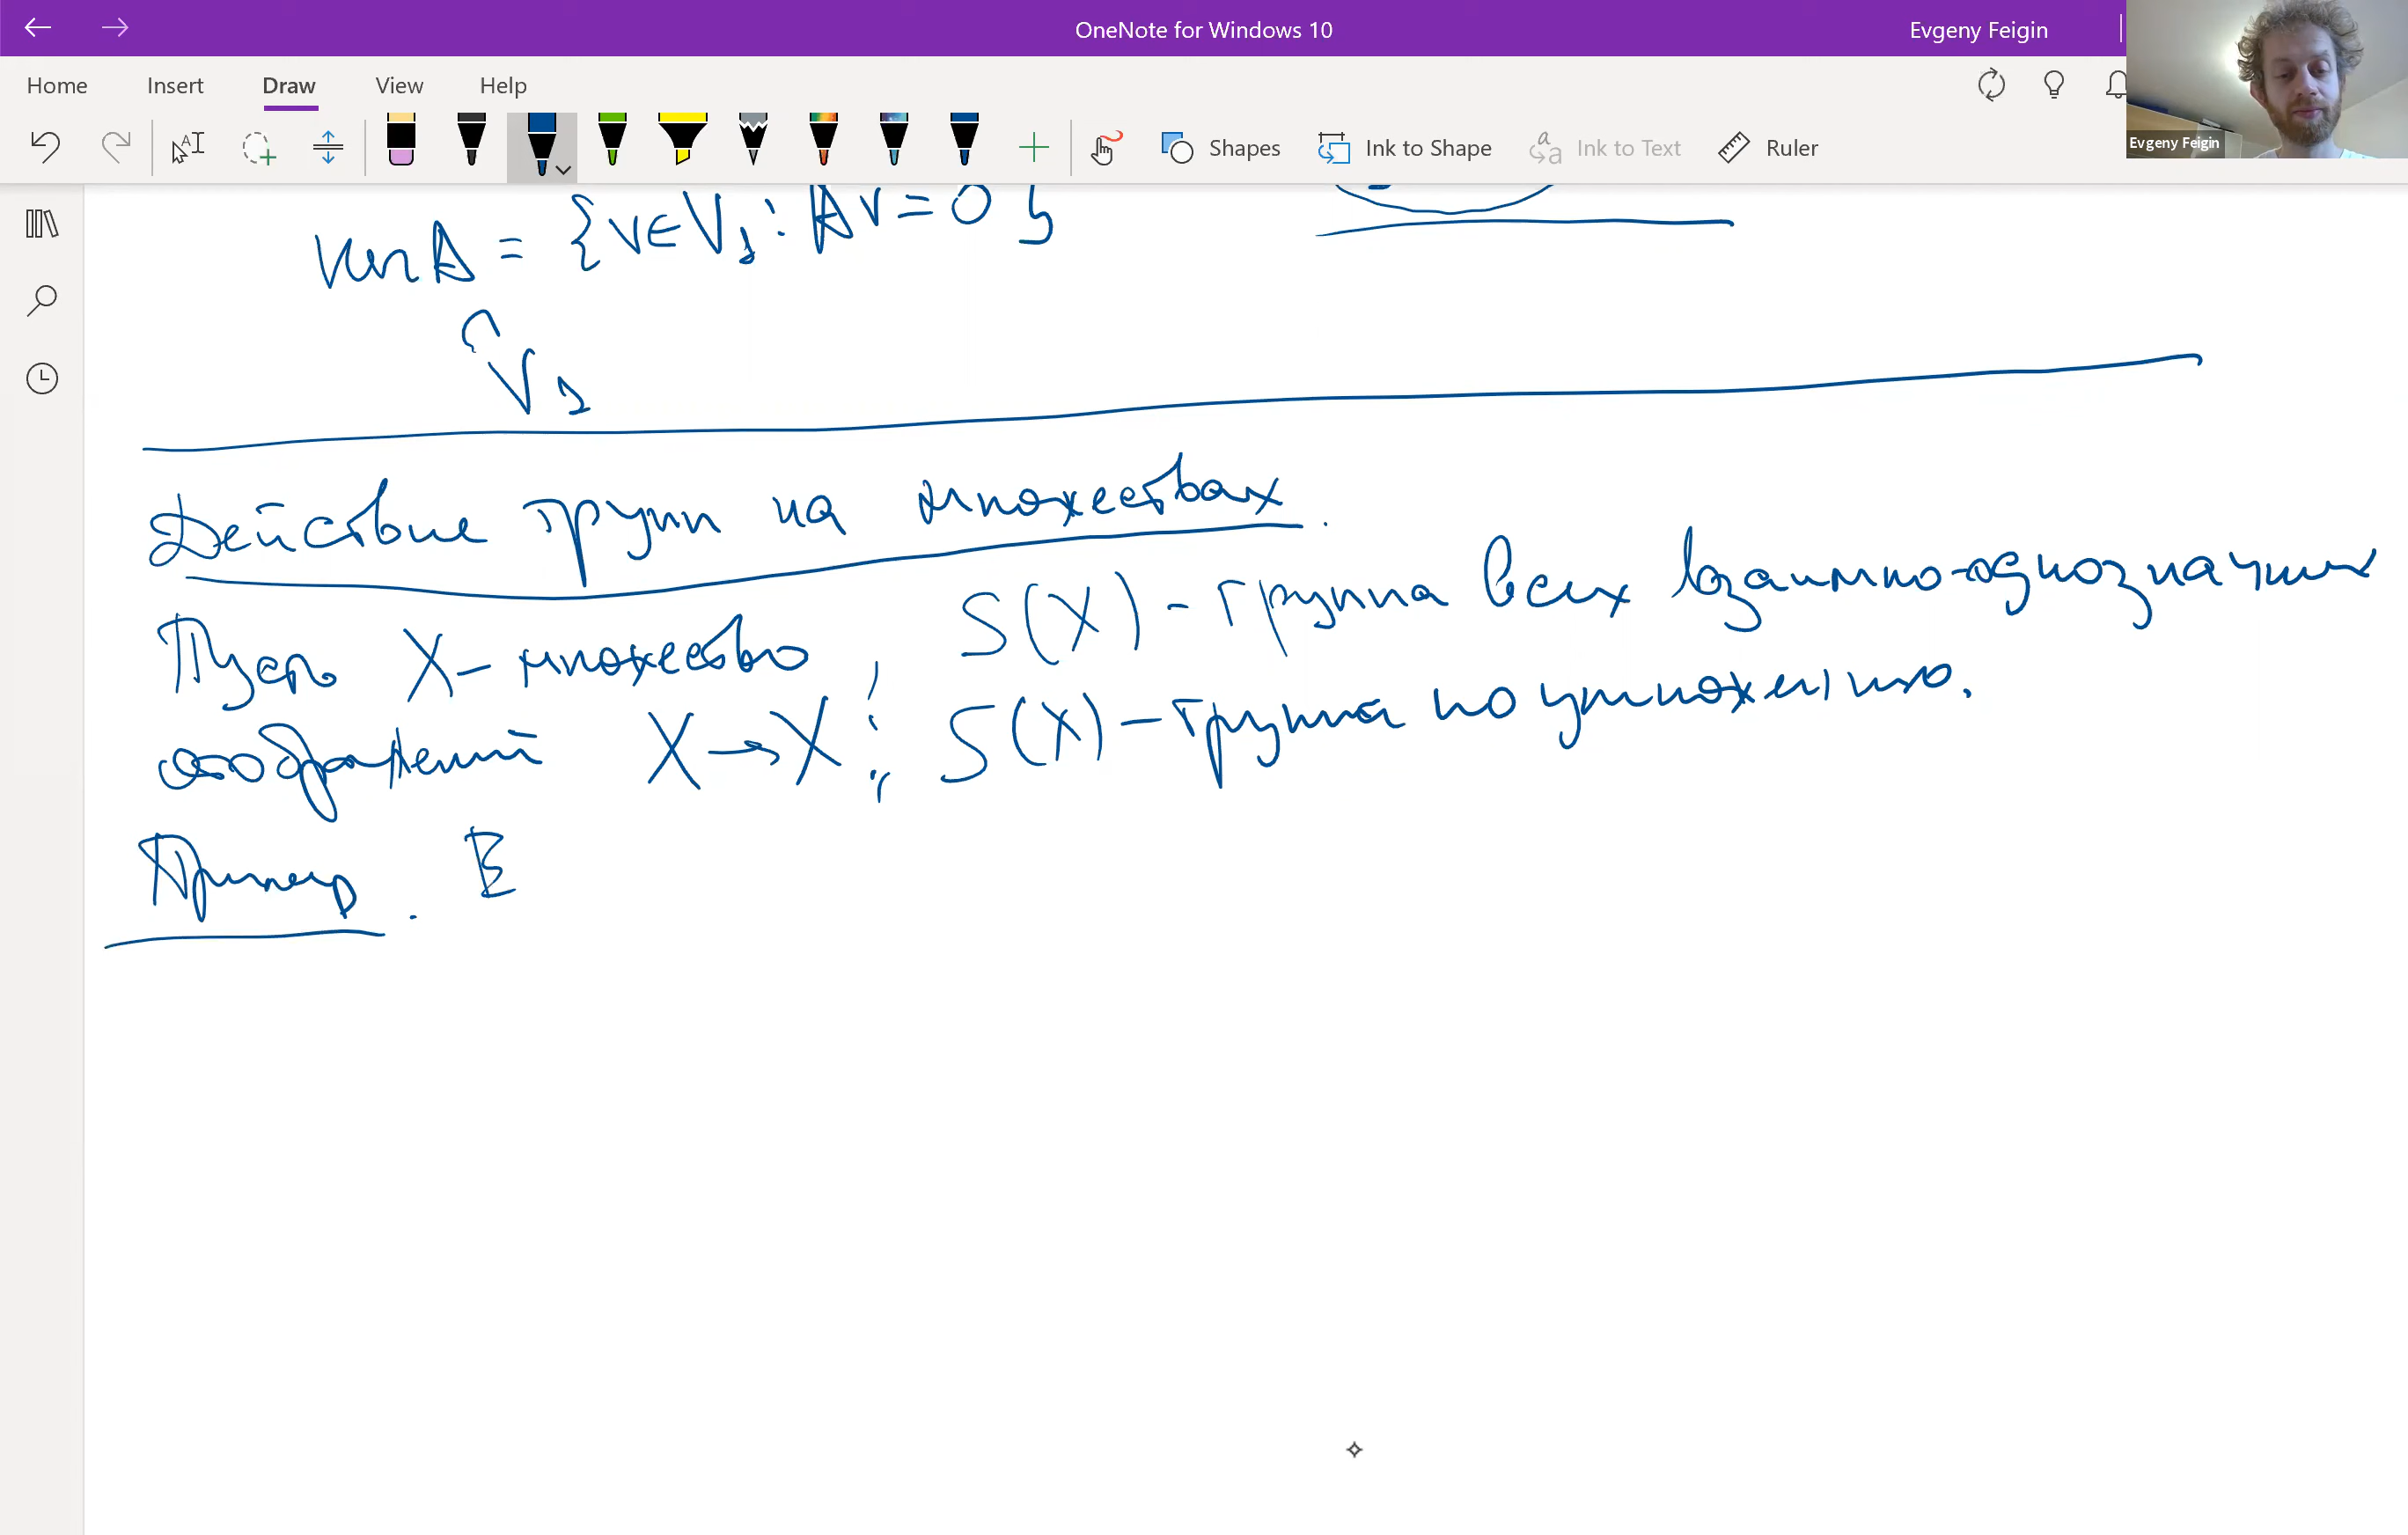 OneNote for Windows 10
Evgeny Feigin
Home Insert Draw View Help
Shapes Ink to Shape Ink to Text Ruler
Evgeny Feigin
Ker A = {v∈V₁: Av=0}
V₁
Действие групп на множествах.
Пусть X – множество, S(X) – группа всех взаимно-однозначных
отображений X→X; S(X) – группа по умножению.
Пример. Е